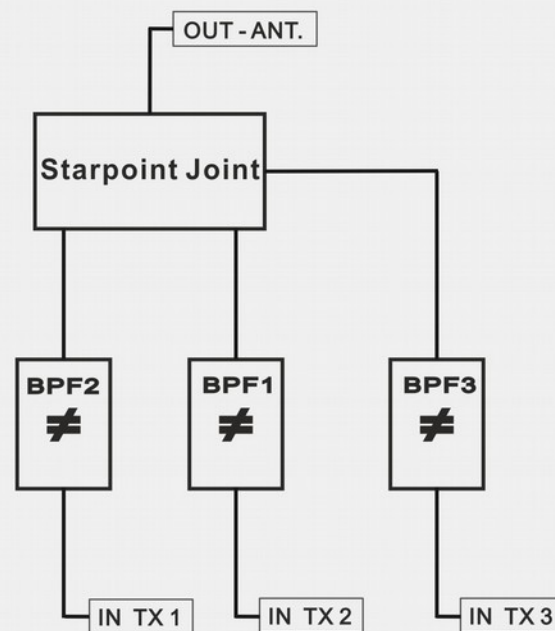 OUT - ANT.
Starpoint Joint
BPF2
BPF1
BPF3
≠
≠
≠
IN TX 1
IN TX 2
IN TX 3